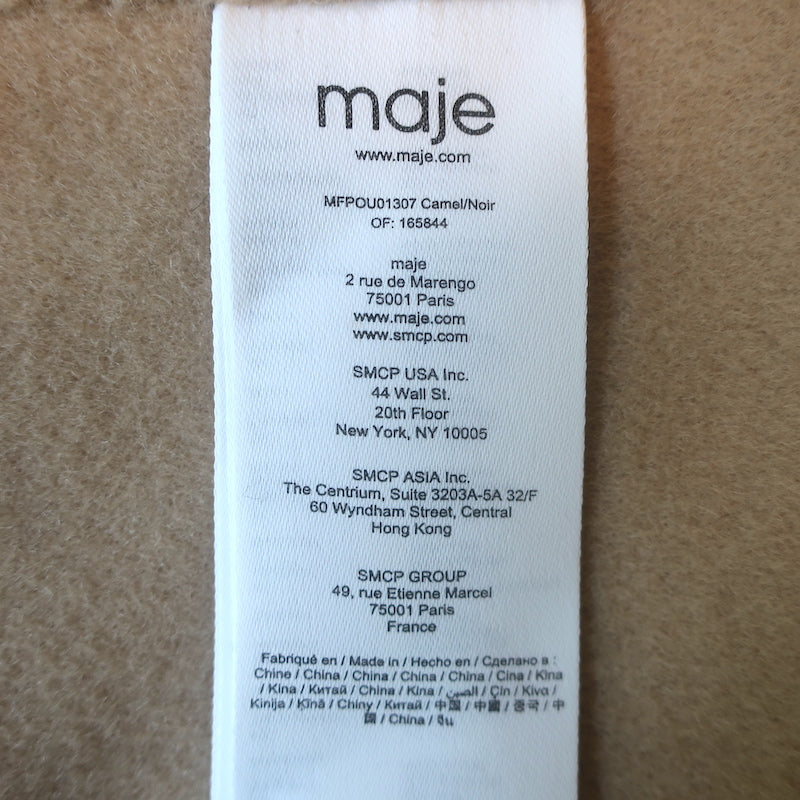 maje
www.maje.com
MFPOU01307 Camel/Noir
OF: 165844
maje
2 rue de Marengo
75001 Paris
www.maje.com
www.smcp.com
SMCP USA Inc.
44 Wall St.
20th Floor
New York, NY 10005
SMCP ASIA Inc.
The Centrium, Suite 3203A-5A 32/F
60 Wyndham Street, Central
Hong Kong
SMCP GROUP
49, rue Etienne Marcel
75001 Paris
France
Fabriqué en / Made in / Hecho en / Сделано в :
Chine / China / China / China / China / Cina / Kina
/ Kina / Китай / China / Kina / الصين / Çin / Kiva /
Kinija / Ķīnā / Chiny / Китай / 中国 / 中國 / 중국 / 中
国 / China / จีน